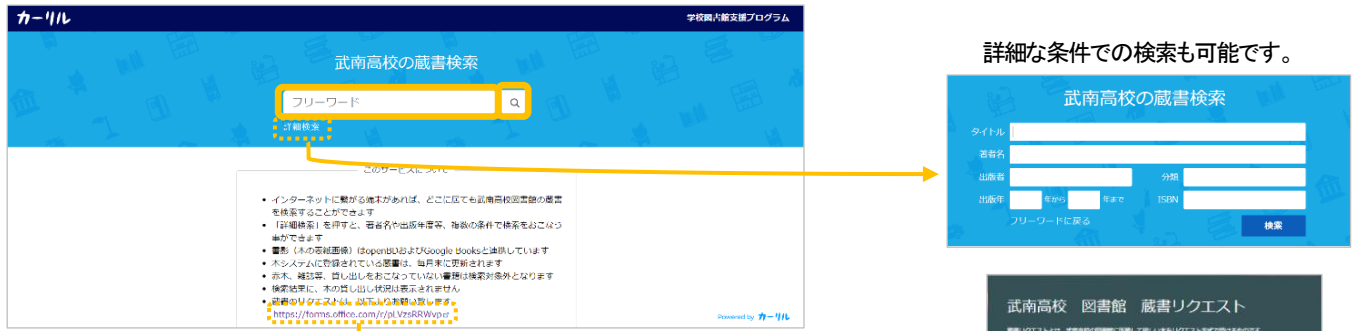 カーリル
学校図書館支援プログラム
武南高校の蔵書検索
フリーワード
詳細検索
このサービスについて
• インターネットに繋がる端末があれば、どこに居ても武南高校図書館の蔵書
を検索することができます
• 「詳細検索」を押すと、著者名や出版年度等、複数の条件で検索をおこなう
事ができます
• 書影（本の表紙画像）はopenBDおよびGoogle Booksと連携しています
• 本システムに登録されている蔵書は、毎月末に更新されます
• 赤本、雑誌等、貸し出しをおこなっていない書籍は検索対象外となります
• 検索結果に、本の貸し出し状況は表示されません
• 蔵書のリクエストは、以下よりお願い致します
https://forms.office.com/r/pLVzsRRWvp
Powered by カーリル
詳細な条件での検索も可能です。
武南高校の蔵書検索
タイトル
著者名
出版者
分類
出版年
年から
年まで
ISBN
フリーワードに戻る
検索
武南高校 図書館 蔵書リクエスト